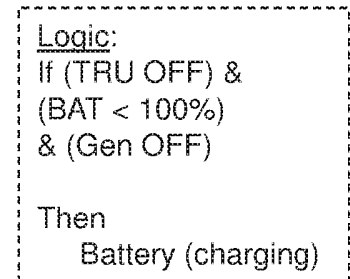 Logic:
If (TRU OFF) &
(BAT < 100%)
& (Gen OFF)
Then
Battery (charging)